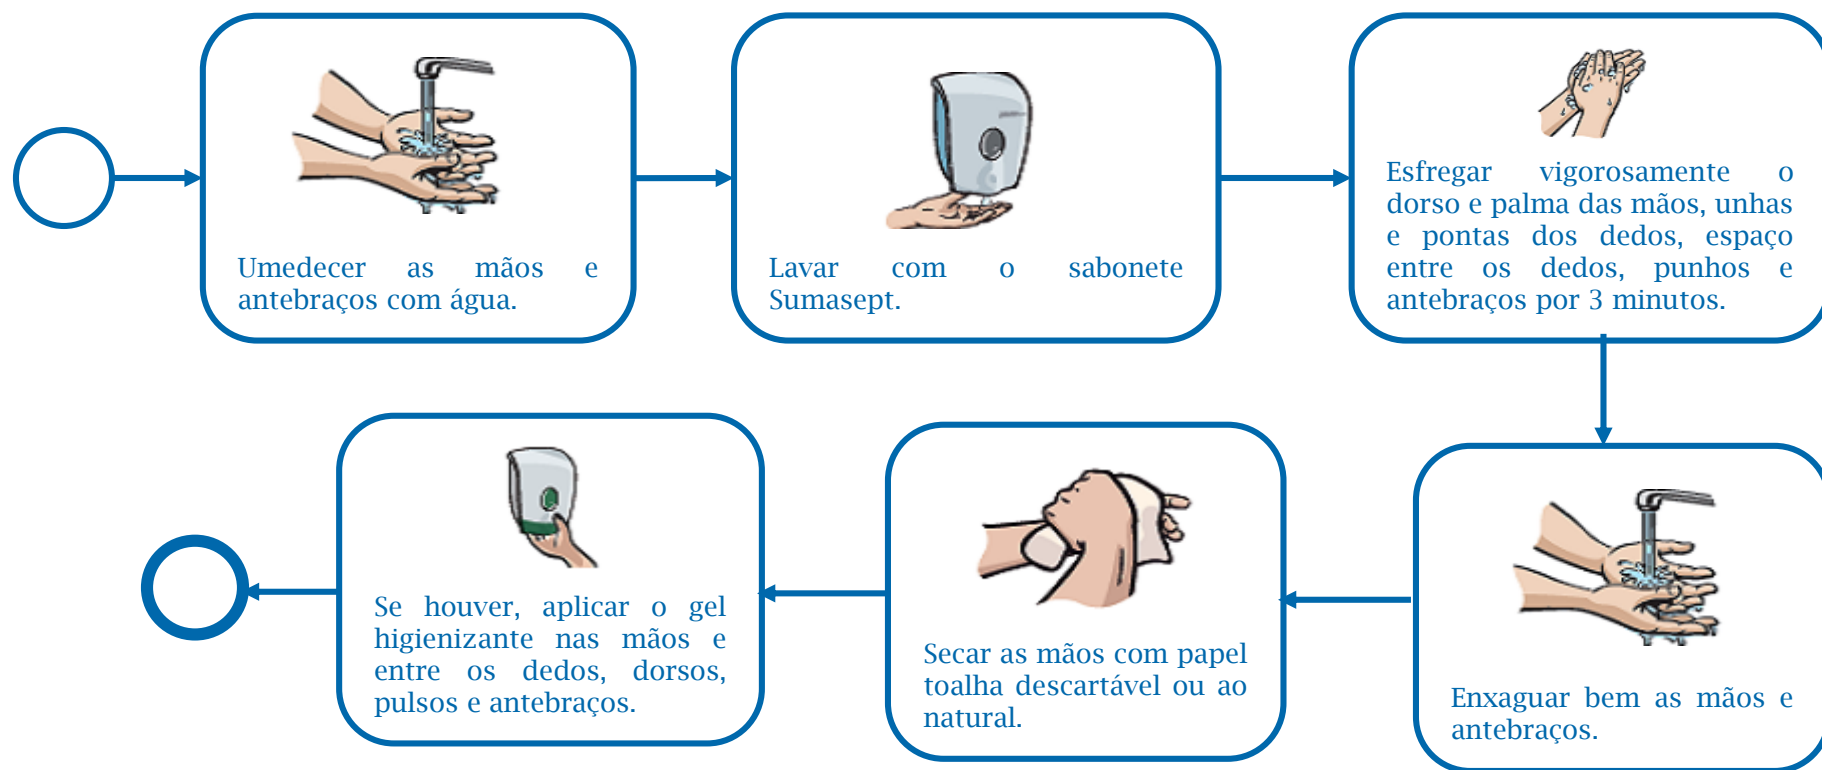 Umedecer as mãos e
antebraços com água.
Lavar com o sabonete
Sumasept.
Esfregar vigorosamente o
dorso e palma das mãos, unhas
e pontas dos dedos, espaço
entre os dedos, punhos e
antebraços por 3 minutos.
Enxaguar bem as mãos e
antebraços.
Secar as mãos com papel
toalha descartável ou ao
natural.
Se houver, aplicar o gel
higienizante nas mãos e
entre os dedos, dorsos,
pulsos e antebraços.